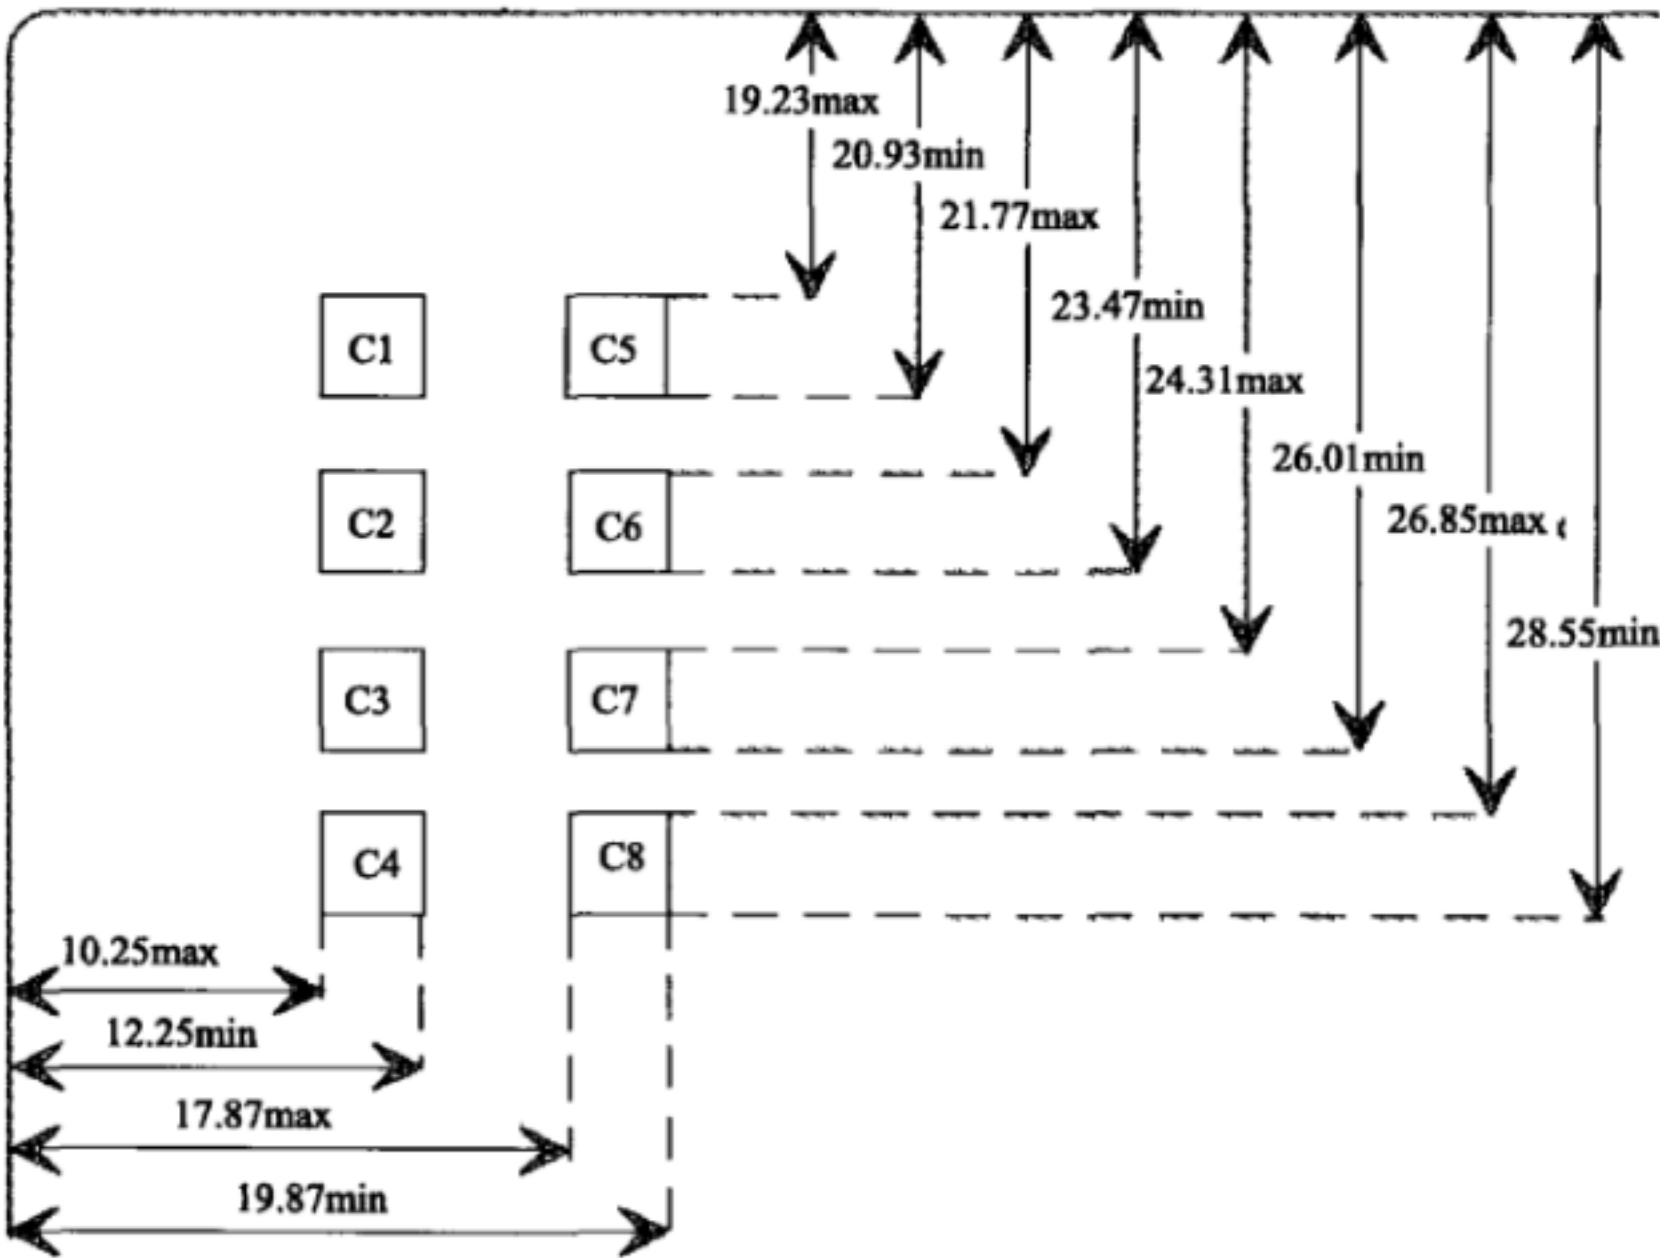 19.23max
20.93min
21.77max
23.47min
C1 C5
24.31max
26.01min
C2 C6
26.85max
28.55min
C3 C7
C4 C8
10.25max
12.25min
17.87max
19.87min